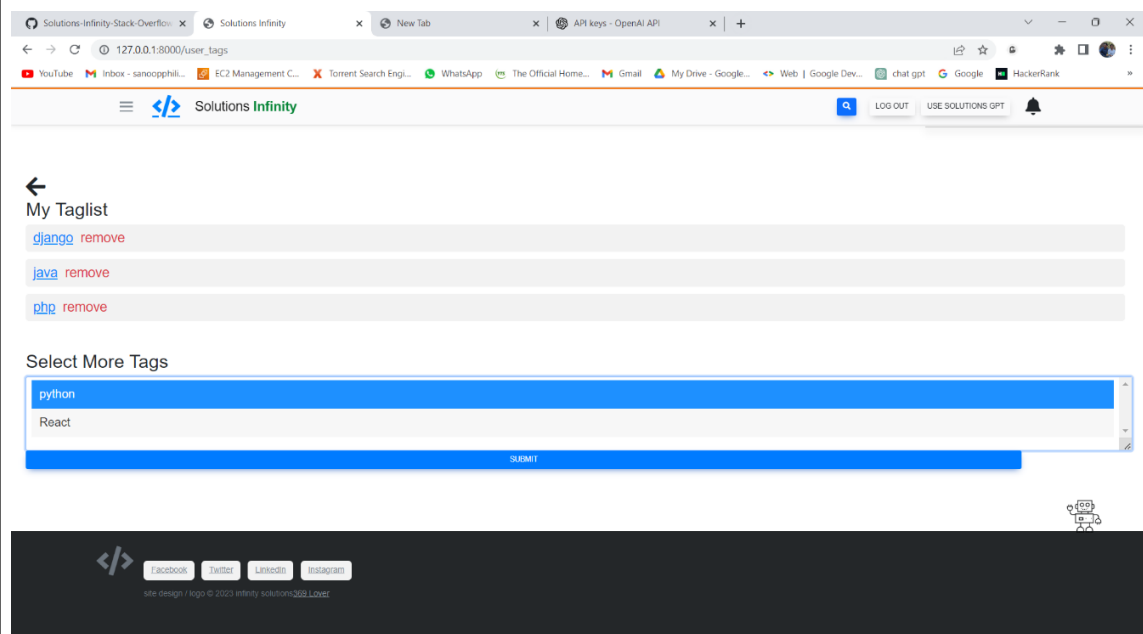 Solutions-Infinity-Stack-Overflow Solutions Infinity New Tab API keys - OpenAI API
127.0.0.1:8000/user_tags
YouTube Inbox - sanoopphili... EC2 Management C... Torrent Search Engi... WhatsApp The Official Home... Gmail My Drive - Google... Web | Google Dev... chat gpt Google HackerRank »
</> Solutions Infinity LOG OUT USE SOLUTIONS GPT
My Taglist
django remove
java remove
php remove
Select More Tags
python
React
SUBMIT
</> Facebook Twitter LinkedIn Instagram
site design / logo © 2023 infinity solutions369 Lover